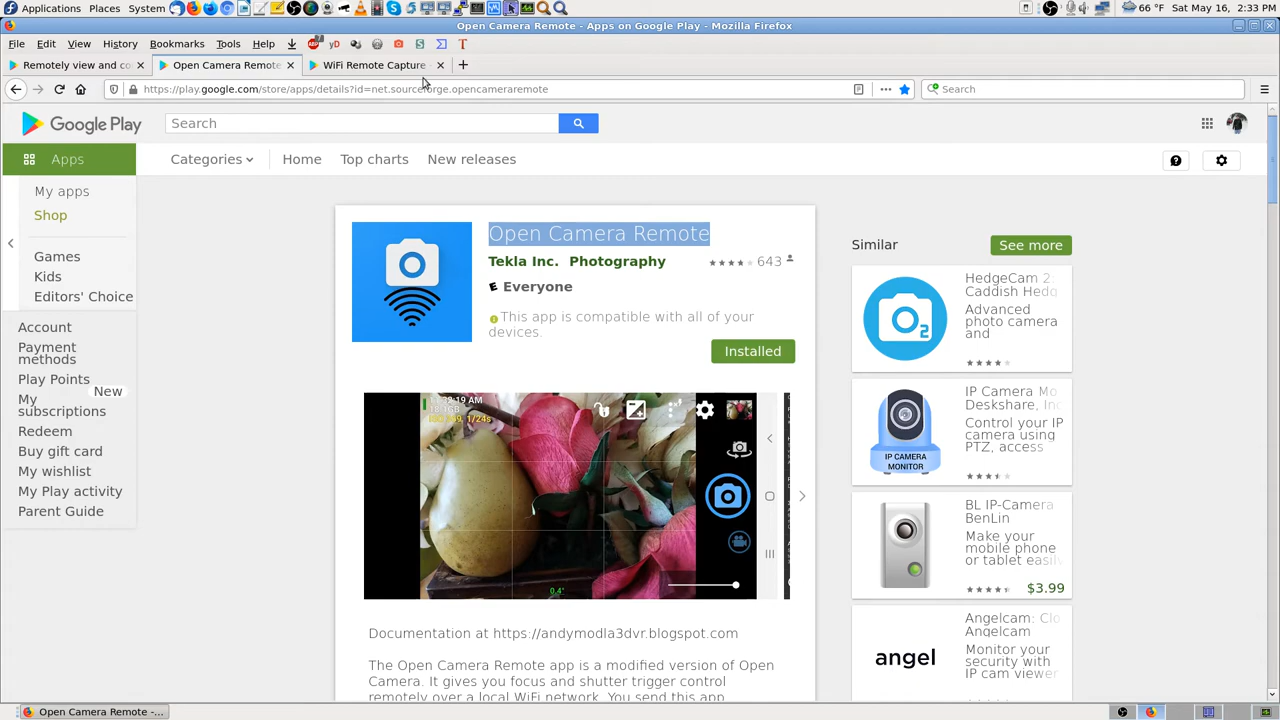 Applications Places System 66 °F Sat May 16, 2:33 PM
Open Camera Remote - Apps on Google Play - Mozilla Firefox
File Edit View History Bookmarks Tools Help
Remotely view and co Open Camera Remote WiFi Remote Capture
https://play.google.com/store/apps/details?id=net.sourceforge.opencameraremote
Search
Google Play
Search
Apps
Categories Home Top charts New releases
My apps
Shop
Games
Kids
Editors' Choice
Account
Payment
methods
Play Points
New
My
subscriptions
Redeem
Buy gift card
My wishlist
My Play activity
Parent Guide
Open Camera Remote
Tekla Inc. Photography 643
E Everyone
This app is compatible with all of your
devices.
Installed
0.4°
Documentation at https://andymodla3dvr.blogspot.com
The Open Camera Remote app is a modified version of Open
Camera. It gives you focus and shutter trigger control
remotely over a local WiFi network. You send this app
Similar
See more
HedgeCam 2:
Caddish Hedg
Advanced
photo camera
and
2
IP Camera Mo
Deskshare, Inc
Control your IP
camera using
PTZ, access
IP CAMERA
MONITOR
BL IP-Camera
BenLin
Make your
mobile phone
or tablet easily
$3.99
Angelcam: Clo
Angelcam
Monitor your
security with
IP cam viewer
angel
Open Camera Remote -...